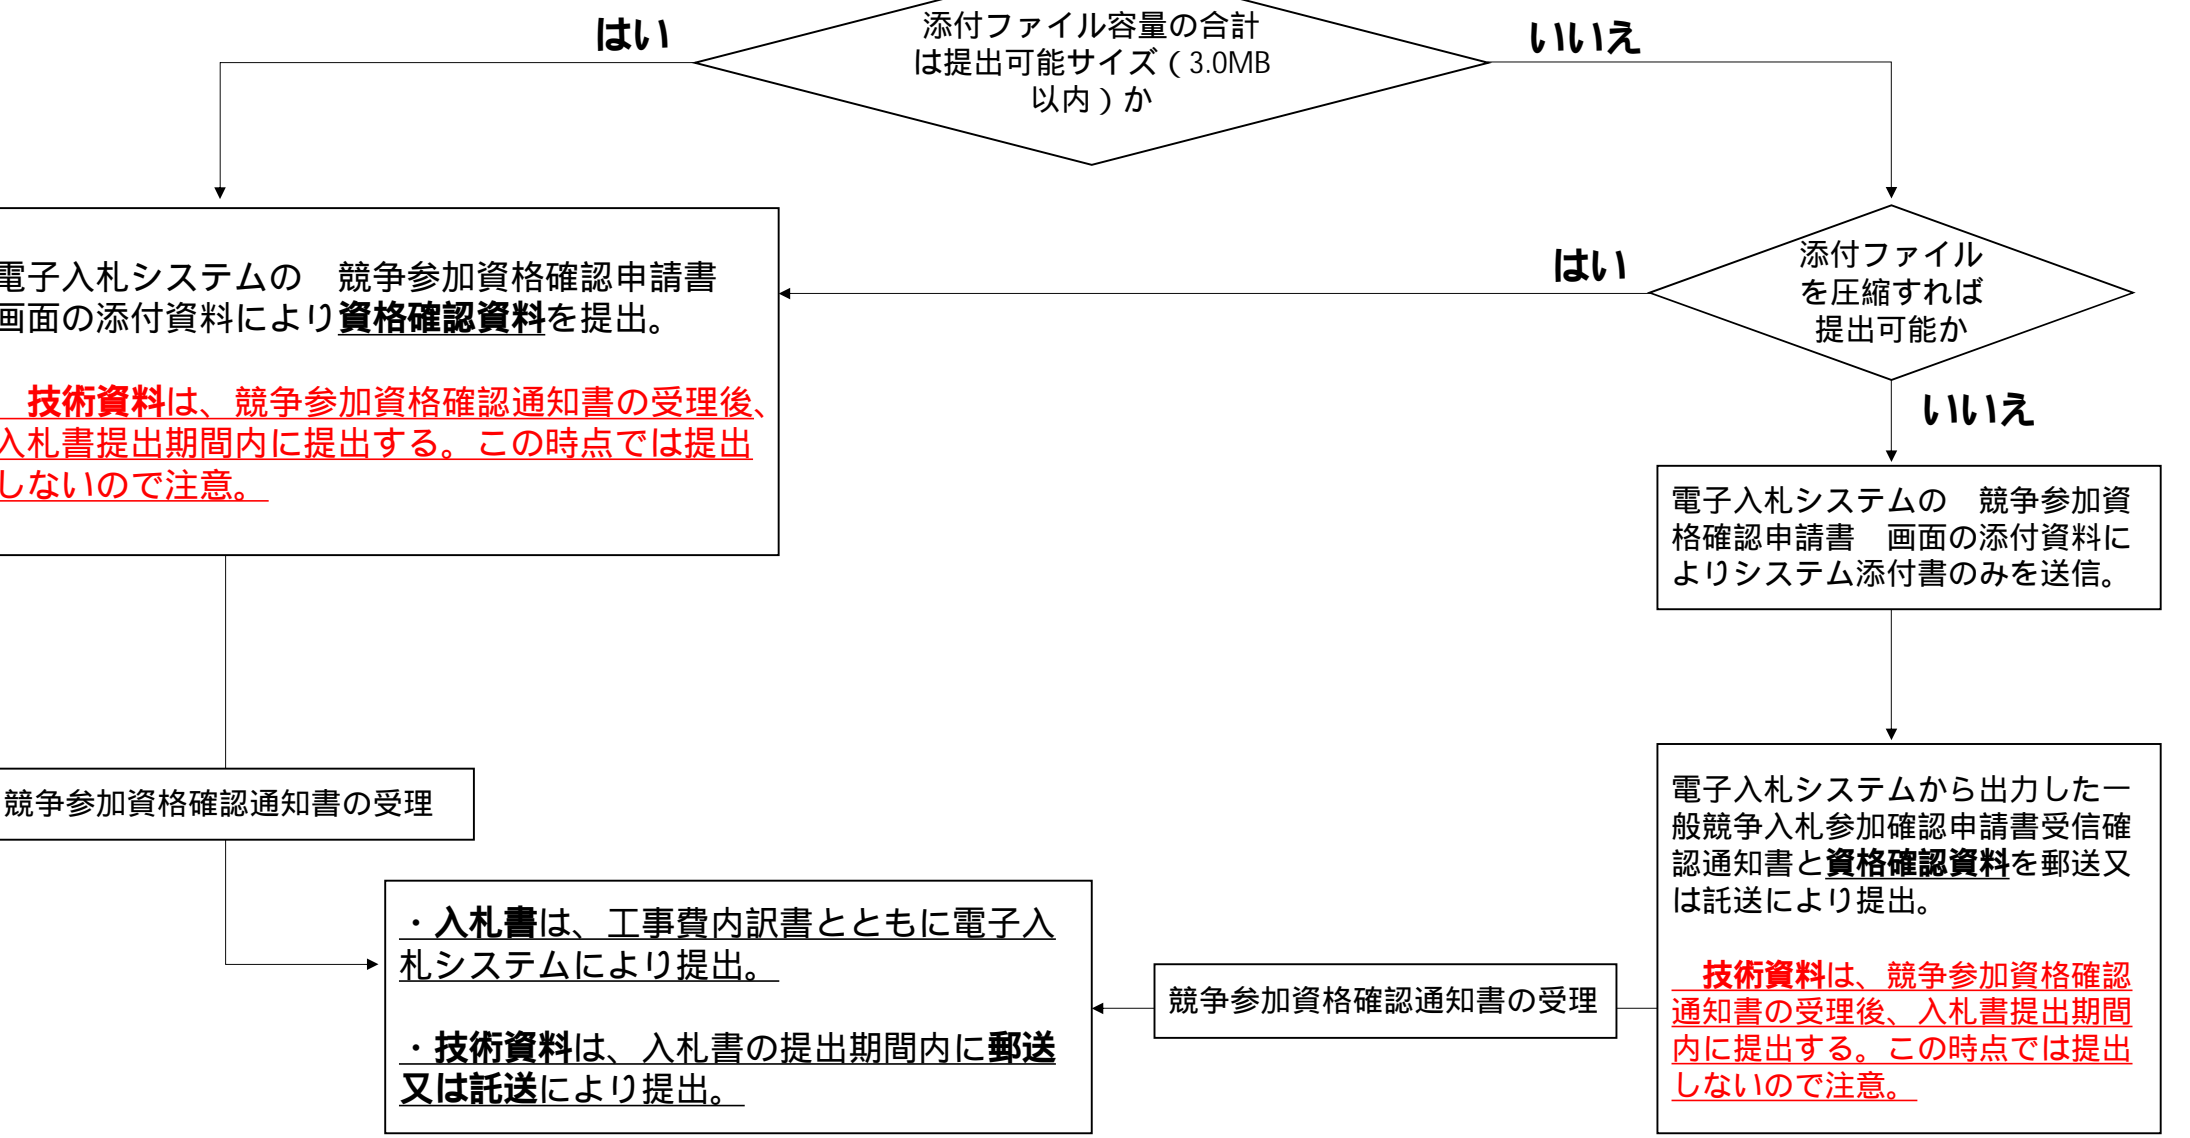 はい
添付ファイル容量の合計
は提出可能サイズ（3.0MB
以内）か
いいえ
電子入札システムの　競争参加資格確認申請書
画面の添付資料により資格確認資料を提出。
技術資料は、競争参加資格確認通知書の受理後、
入札書提出期間内に提出する。この時点では提出
しないので注意。
はい
添付ファイル
を圧縮すれば
提出可能か
いいえ
電子入札システムの　競争参加資
格確認申請書　画面の添付資料に
よりシステム添付書のみを送信。
競争参加資格確認通知書の受理
電子入札システムから出力した一
般競争入札参加確認申請書受信確
認通知書と資格確認資料を郵送又
は託送により提出。
技術資料は、競争参加資格確認
通知書の受理後、入札書提出期間
内に提出する。この時点では提出
しないので注意。
・入札書は、工事費内訳書とともに電子入
札システムにより提出。
・技術資料は、入札書の提出期間内に郵送
又は託送により提出。
競争参加資格確認通知書の受理